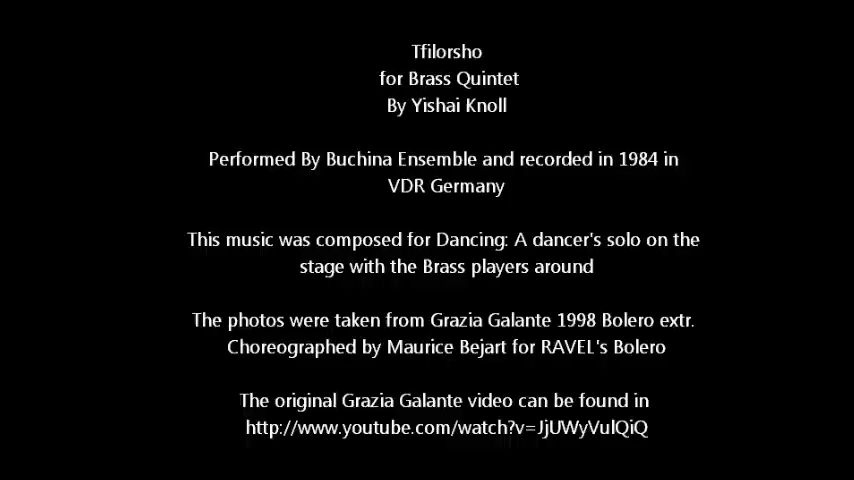 Tfilorsho
for Brass Quintet
By Yishai Knoll
Performed By Buchina Ensemble and recorded in 1984 in
VDR Germany
This music was composed for Dancing: A dancer's solo on the
stage with the Brass players around
The photos were taken from Grazia Galante 1998 Bolero extr.
Choreographed by Maurice Bejart for RAVEL's Bolero
The original Grazia Galante video can be found in
http://www.youtube.com/watch?v=JjUWyVulQiQ